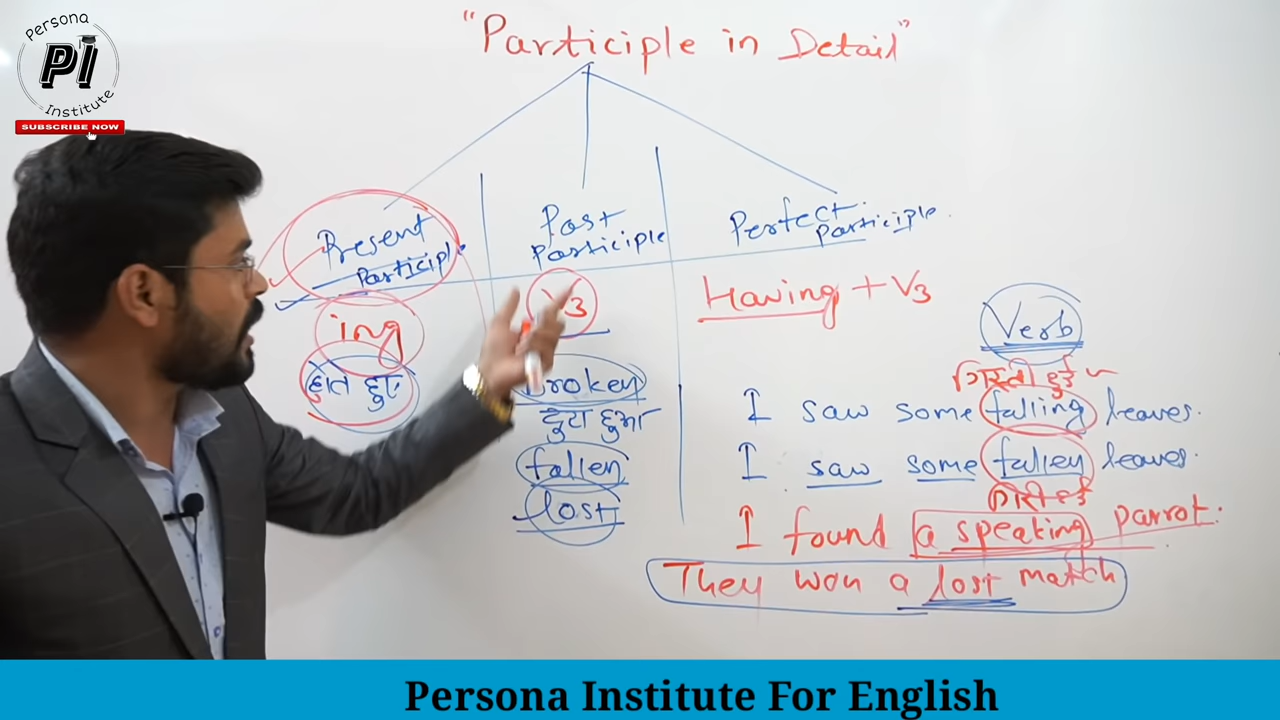 Persona
PI
Institute
SUBSCRIBE NOW
"Participle in Detail"
Present
Participle
Past
Participle
Perfect
Participle
ing
होते हुए
V3
Broken
टुटा हुआ
fallen
lost
Having + V3
Verb
गिरती हुई
I saw some falling leaves.
I saw some fallen leaves.
गिरी हुई
I found a speaking parrot.
They won a lost match
Persona Institute For English